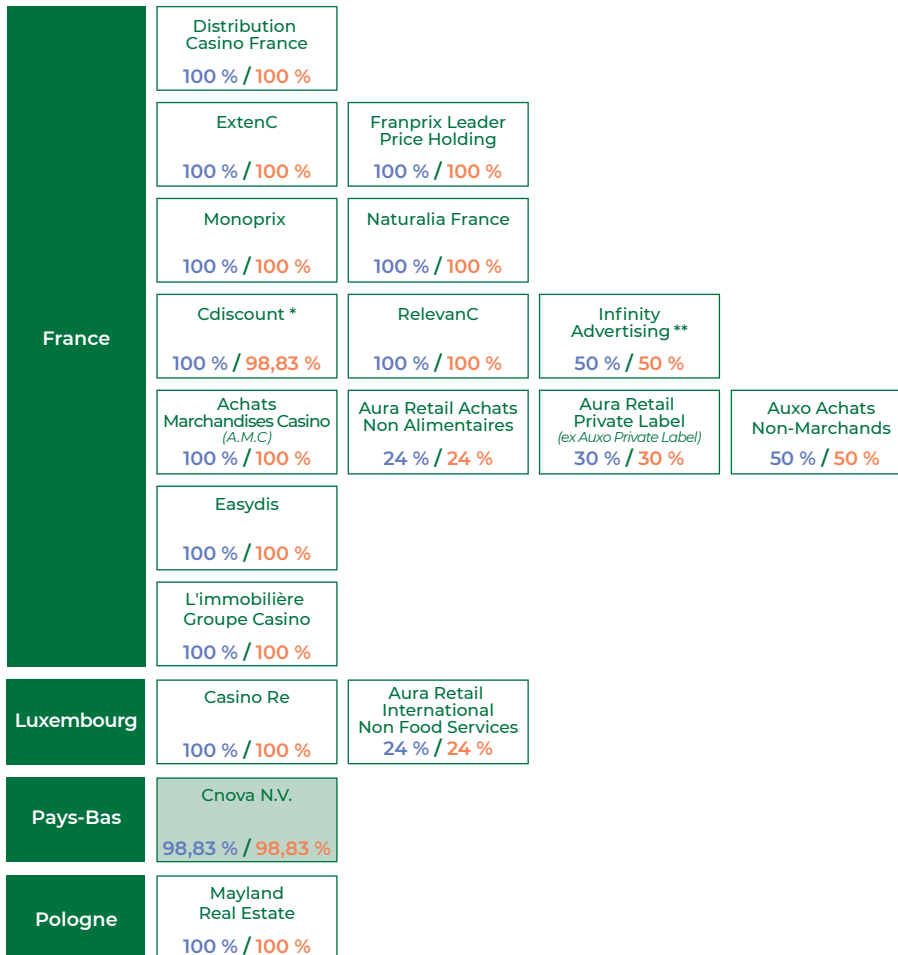 France
Distribution
Casino France
100 % / 100 %
ExtenC
100 % / 100 %
Franprix Leader
Price Holding
100 % / 100 %
Monoprix
100 % / 100 %
Naturalia France
100 % / 100 %
Cdiscount *
100 % / 98,83 %
RelevanC
100 % / 100 %
Infinity
Advertising **
50 % / 50 %
Achats
Marchandises Casino
(A.M.C)
100 % / 100 %
Aura Retail Achats
Non Alimentaires
24 % / 24 %
Aura Retail
Private Label
(ex Auxo Private Label)
30 % / 30 %
Auxo Achats
Non-Marchands
50 % / 50 %
Easydis
100 % / 100 %
L'immobilière
Groupe Casino
100 % / 100 %
Luxembourg
Casino Re
100 % / 100 %
Aura Retail
International
Non Food Services
24 % / 24 %
Pays-Bas
Cnova N.V.
98,83 % / 98,83 %
Pologne
Mayland
Real Estate
100 % / 100 %